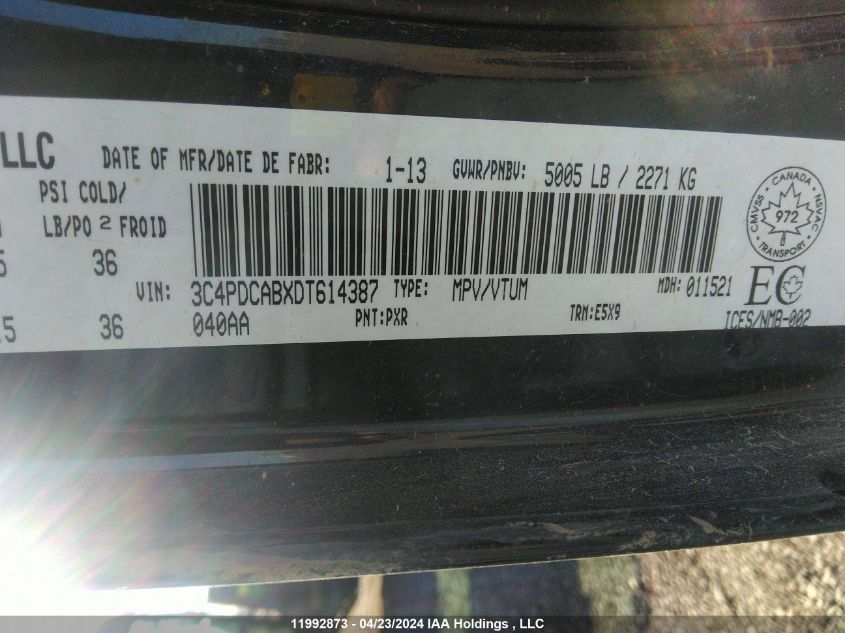 LLC DATE OF MFR/DATE DE FABR: 1-13 GVWR/PNBV: 5005 LB / 2271 KG
PSI COLD/
LB/PO 2 FROID
5 36
VIN: 3C4PDCABXDT614387 TYPE: MPV/VTUM MDH: 011521
15 36 040AA PNT:PXR TRM:E5X9
CANADA
CMVSS NSVAC
972
TRANSPORT
EC
ICES/NMB-002
11992873 - 04/23/2024 IAA Holdings , LLC